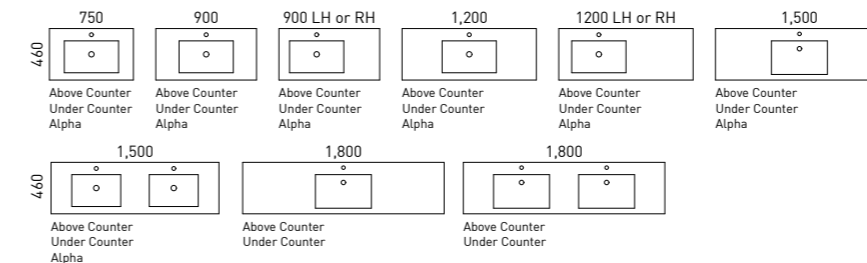 750 900 900 LH or RH 1,200 1200 LH or RH 1,500
460
Above Counter
Under Counter
Alpha
Above Counter
Under Counter
Alpha
Above Counter
Under Counter
Alpha
Above Counter
Under Counter
Alpha
Above Counter
Under Counter
Alpha
Above Counter
Under Counter
Alpha
1,500 1,800 1,800
460
Above Counter
Under Counter
Alpha
Above Counter
Under Counter
Above Counter
Under Counter